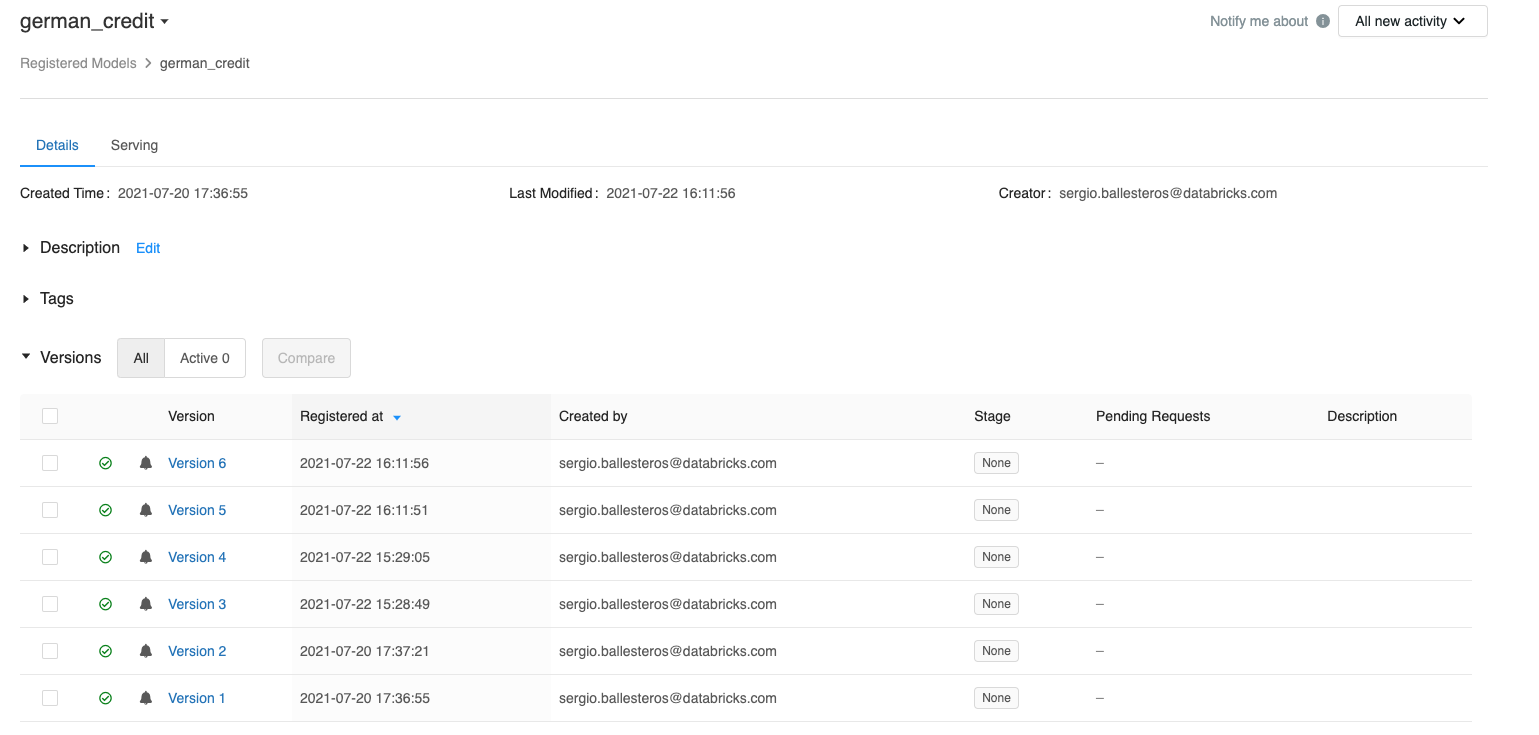 german_credit
Notify me about All new activity
Registered Models > german_credit
Details Serving
Created Time: 2021-07-20 17:36:55 Last Modified: 2021-07-22 16:11:56 Creator: sergio.ballesteros@databricks.com
Description Edit
Tags
Versions All Active 0 Compare
Version Registered at Created by Stage Pending Requests Description
Version 6 2021-07-22 16:11:56 sergio.ballesteros@databricks.com None –
Version 5 2021-07-22 16:11:51 sergio.ballesteros@databricks.com None –
Version 4 2021-07-22 15:29:05 sergio.ballesteros@databricks.com None –
Version 3 2021-07-22 15:28:49 sergio.ballesteros@databricks.com None –
Version 2 2021-07-20 17:37:21 sergio.ballesteros@databricks.com None –
Version 1 2021-07-20 17:36:55 sergio.ballesteros@databricks.com None –